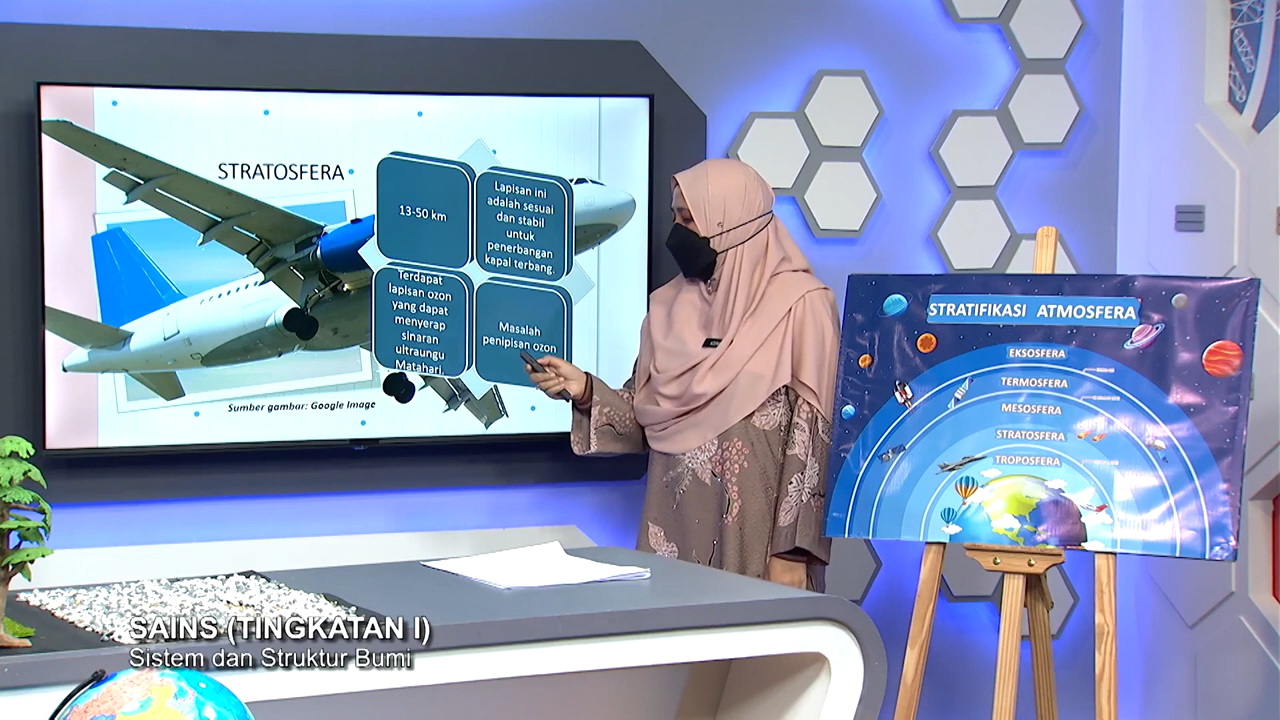 STRATOSFERA
13-50 km
Lapisan ini
adalah sesuai
dan stabil
untuk
penerbangan
kapal terbang.
Terdapat
lapisan ozon
yang dapat
menyerap
sinaran
ultraungu
Matahari.
Masalah
penipisan ozon
Sumber gambar: Google Image
STRATIFIKASI ATMOSFERA
EKSOSFERA
TERMOSFERA
MESOSFERA
STRATOSFERA
TROPOSFERA
SAINS (TINGKATAN I)
Sistem dan Struktur Bumi